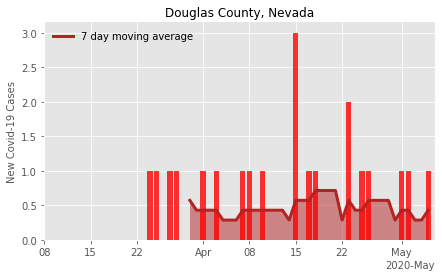 Douglas County, Nevada
7 day moving average
New Covid-19 Cases
3.0
2.5
2.0
1.5
1.0
0.5
0.0
08 15 22 Apr 08 15 22 May
2020-May